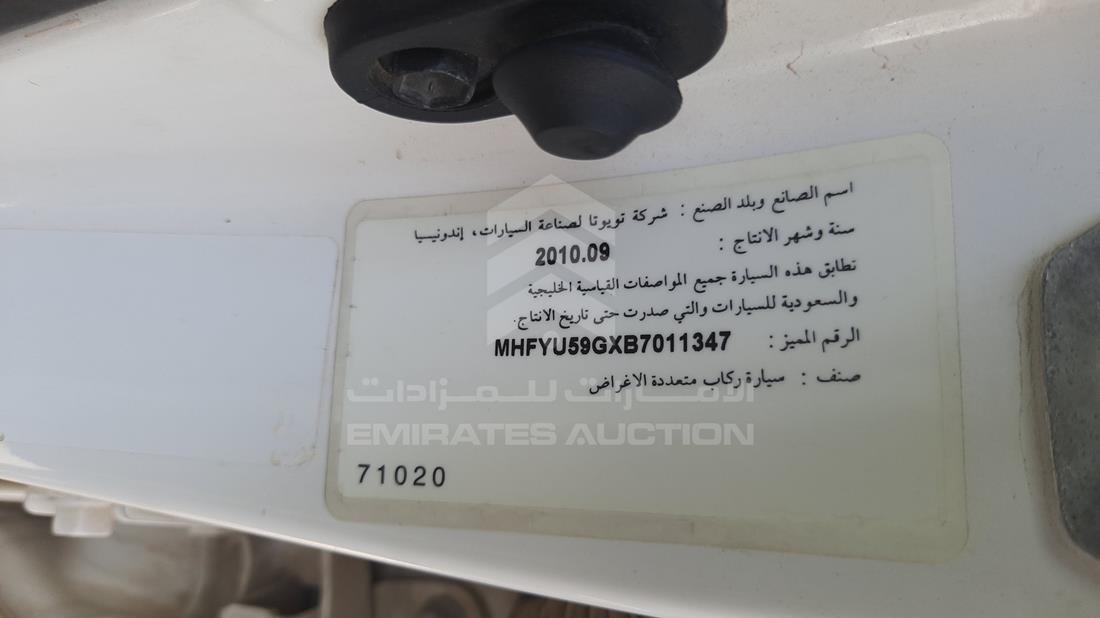 اسم الصانع وبلد الصنع : شركة تويوتا لصناعة السيارات، إندونيسيا
سنة وشهر الانتاج : 2010.09
تطابق هذه السيارة جميع المواصفات القياسية الخليجية
والسعودية للسيارات والتي صدرت حتى تاريخ الانتاج.
الرقم المميز : MHFYU59GXB7011347
صنف : سيارة ركاب متعددة الاغراض
الامارات للمزادات
EMIRATES AUCTION
71020